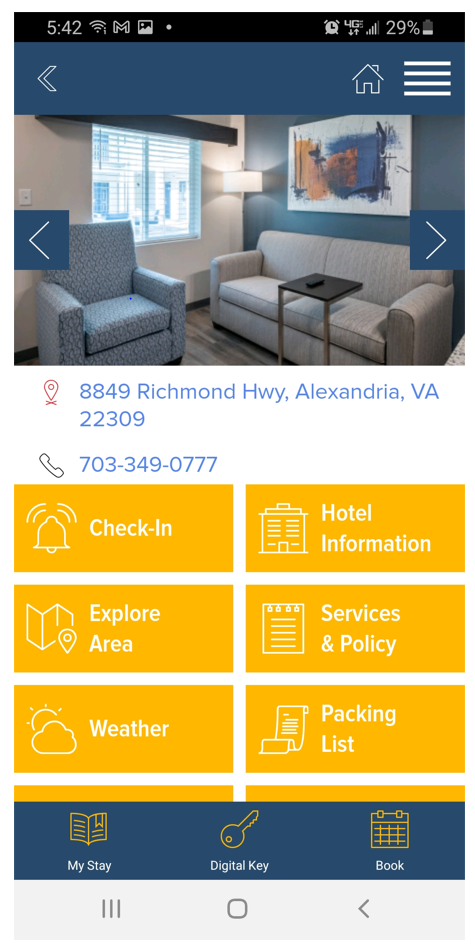 5:42 4G 29%
8849 Richmond Hwy, Alexandria, VA
22309
703-349-0777
Check-In
Hotel
Information
Explore
Area
Services
& Policy
Weather
Packing
List
My Stay
Digital Key
Book